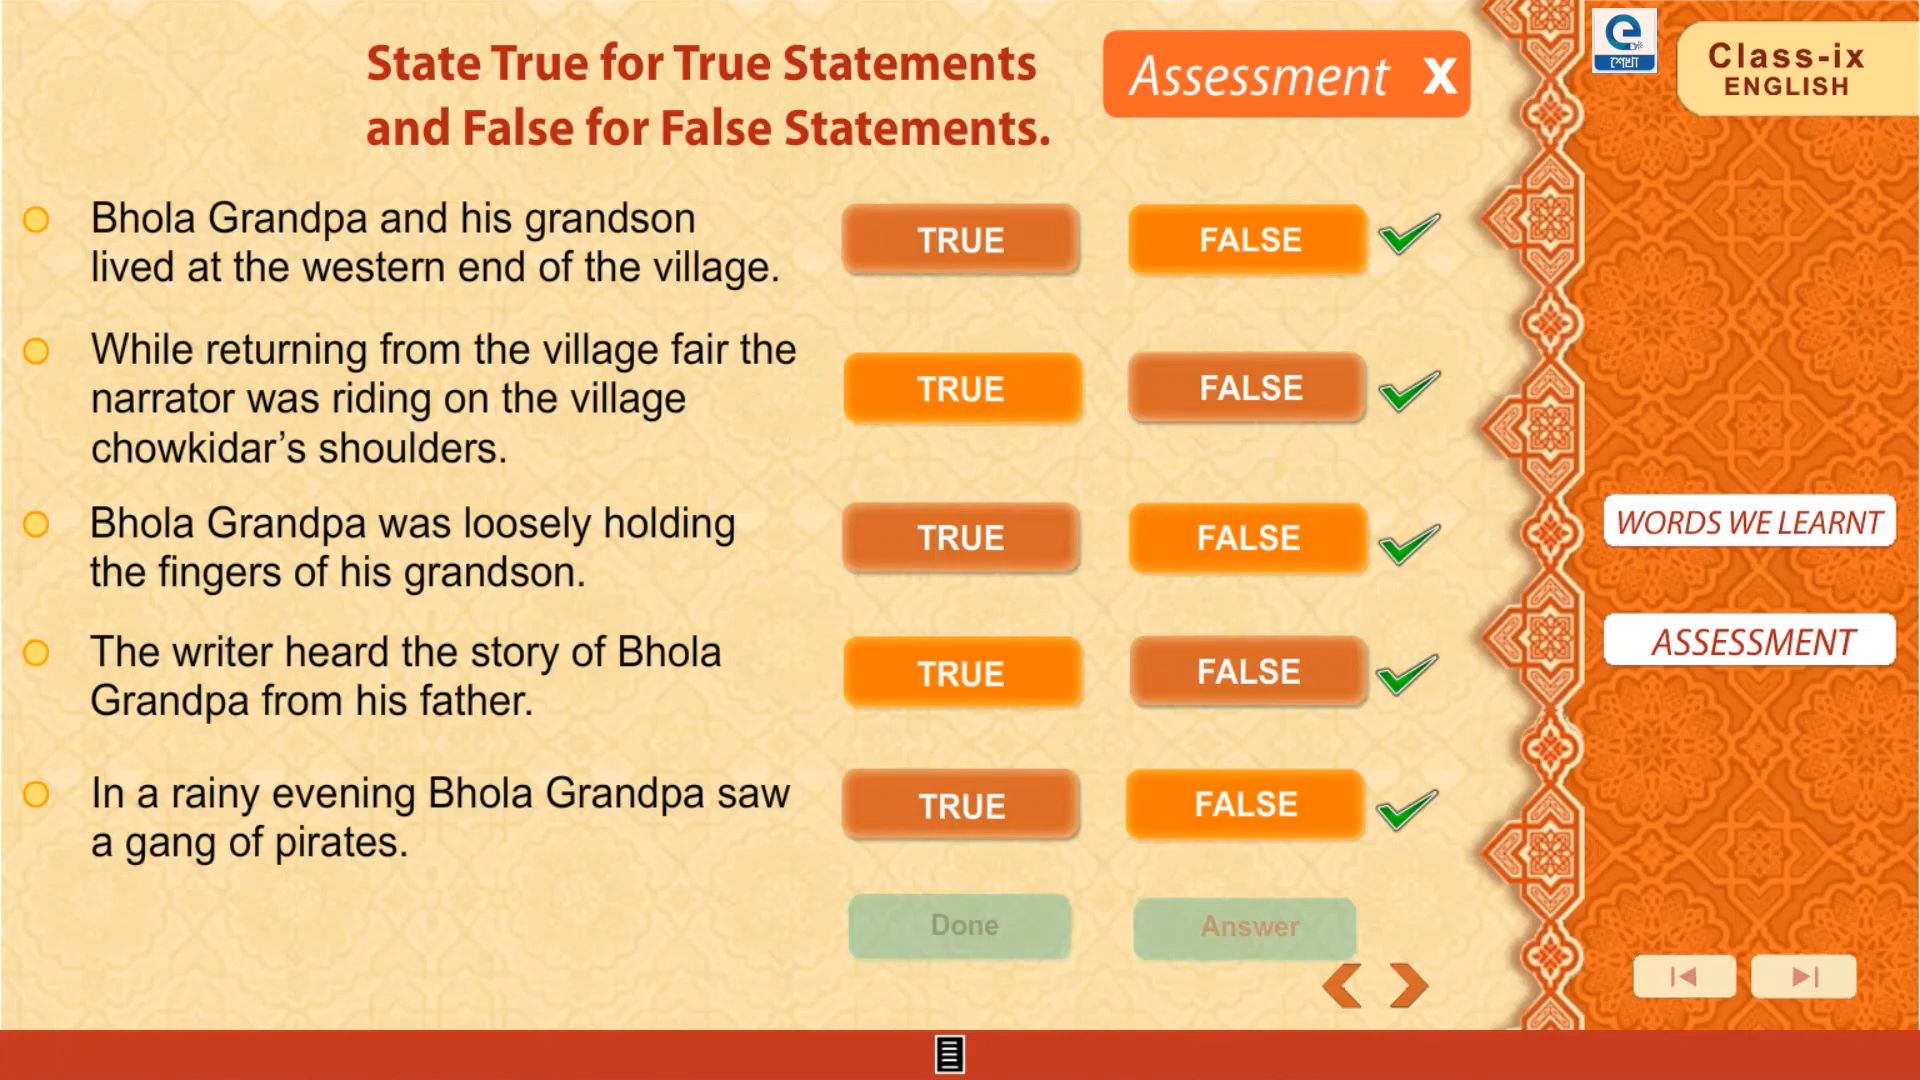 State True for True Statements
and False for False Statements.
Assessment X
e
শেখা
Class-ix
ENGLISH
Bhola Grandpa and his grandson
lived at the western end of the village.
TRUE FALSE
While returning from the village fair the
narrator was riding on the village
chowkidar’s shoulders.
TRUE FALSE
Bhola Grandpa was loosely holding
the fingers of his grandson.
TRUE FALSE
The writer heard the story of Bhola
Grandpa from his father.
TRUE FALSE
In a rainy evening Bhola Grandpa saw
a gang of pirates.
TRUE FALSE
Done Answer
WORDS WE LEARNT
ASSESSMENT